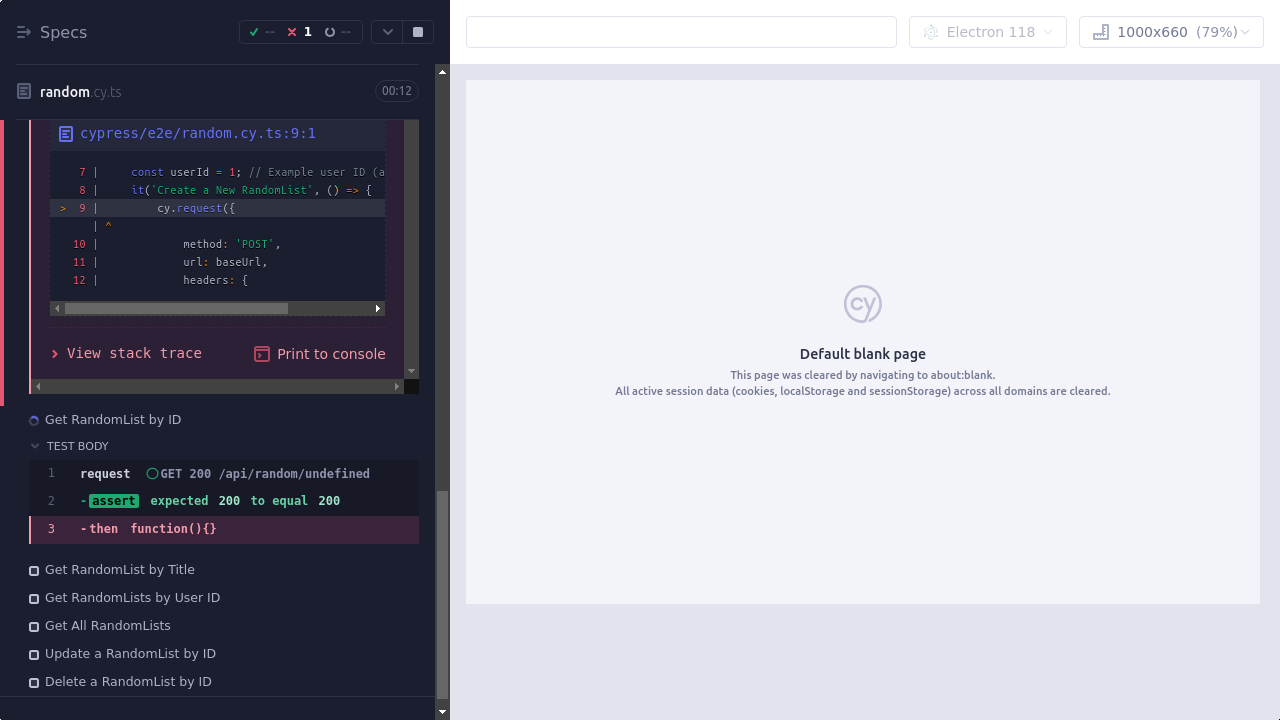 Specs
-- 1 --
Electron 118
1000x660 (79%)
random.cy.ts
00:12
cypress/e2e/random.cy.ts:9:1
7 | const userId = 1; // Example user ID (a
8 | it('Create a New RandomList', () => {
> 9 | cy.request({
| ^
10 | method: 'POST',
11 | url: baseUrl,
12 | headers: {
View stack trace
Print to console
Get RandomList by ID
TEST BODY
1 request GET 200 /api/random/undefined
2 -assert expected 200 to equal 200
3 -then function(){}
Get RandomList by Title
Get RandomLists by User ID
Get All RandomLists
Update a RandomList by ID
Delete a RandomList by ID
cy
Default blank page
This page was cleared by navigating to about:blank.
All active session data (cookies, localStorage and sessionStorage) across all domains are cleared.